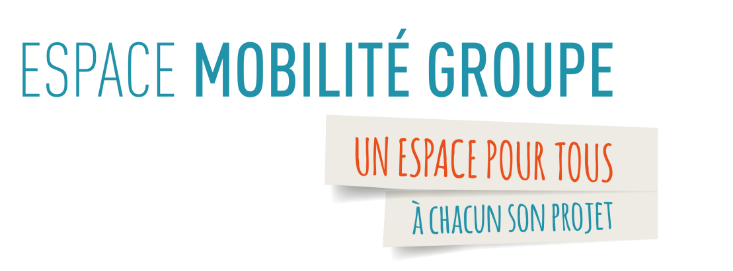 ESPACE MOBILITÉ GROUPE
UN ESPACE POUR TOUS
À CHACUN SON PROJET